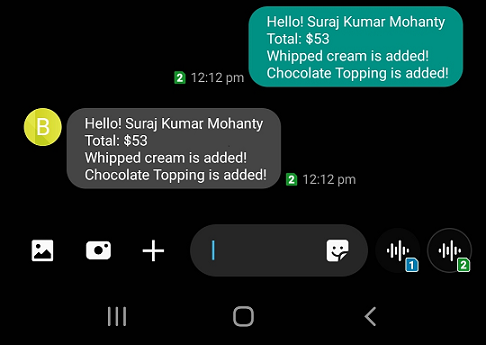 Hello! Suraj Kumar Mohanty
Total: $53
Whipped cream is added!
Chocolate Topping is added!
2 12:12 pm
B
Hello! Suraj Kumar Mohanty
Total: $53
Whipped cream is added!
Chocolate Topping is added!
2 12:12 pm
1
2